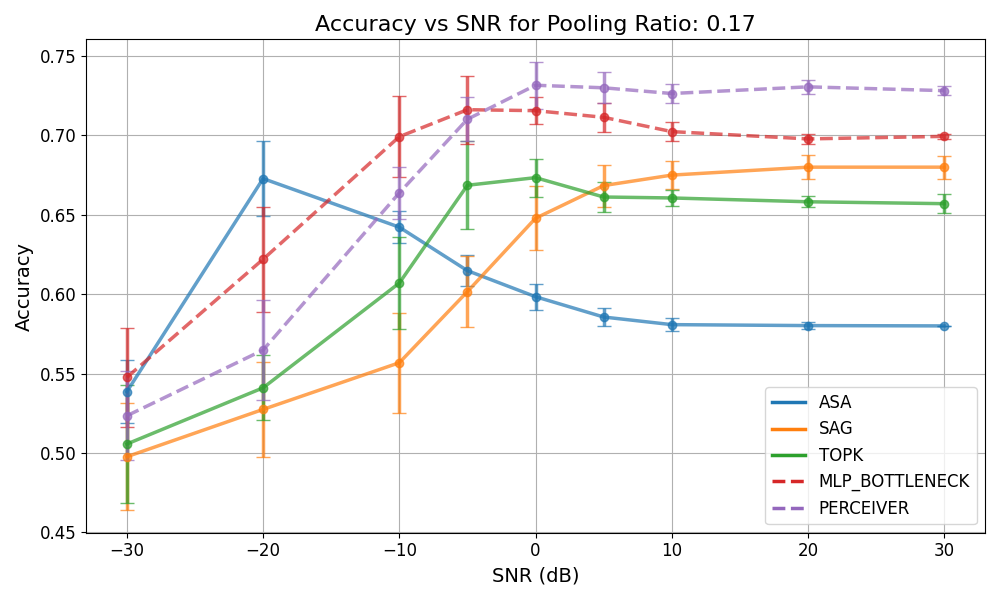 Accuracy vs SNR for Pooling Ratio: 0.17
Accuracy
0.75
0.70
0.65
0.60
0.55
0.50
0.45
−30
−20
−10
0
10
20
30
SNR (dB)
ASA
SAG
TOPK
MLP_BOTTLENECK
PERCEIVER